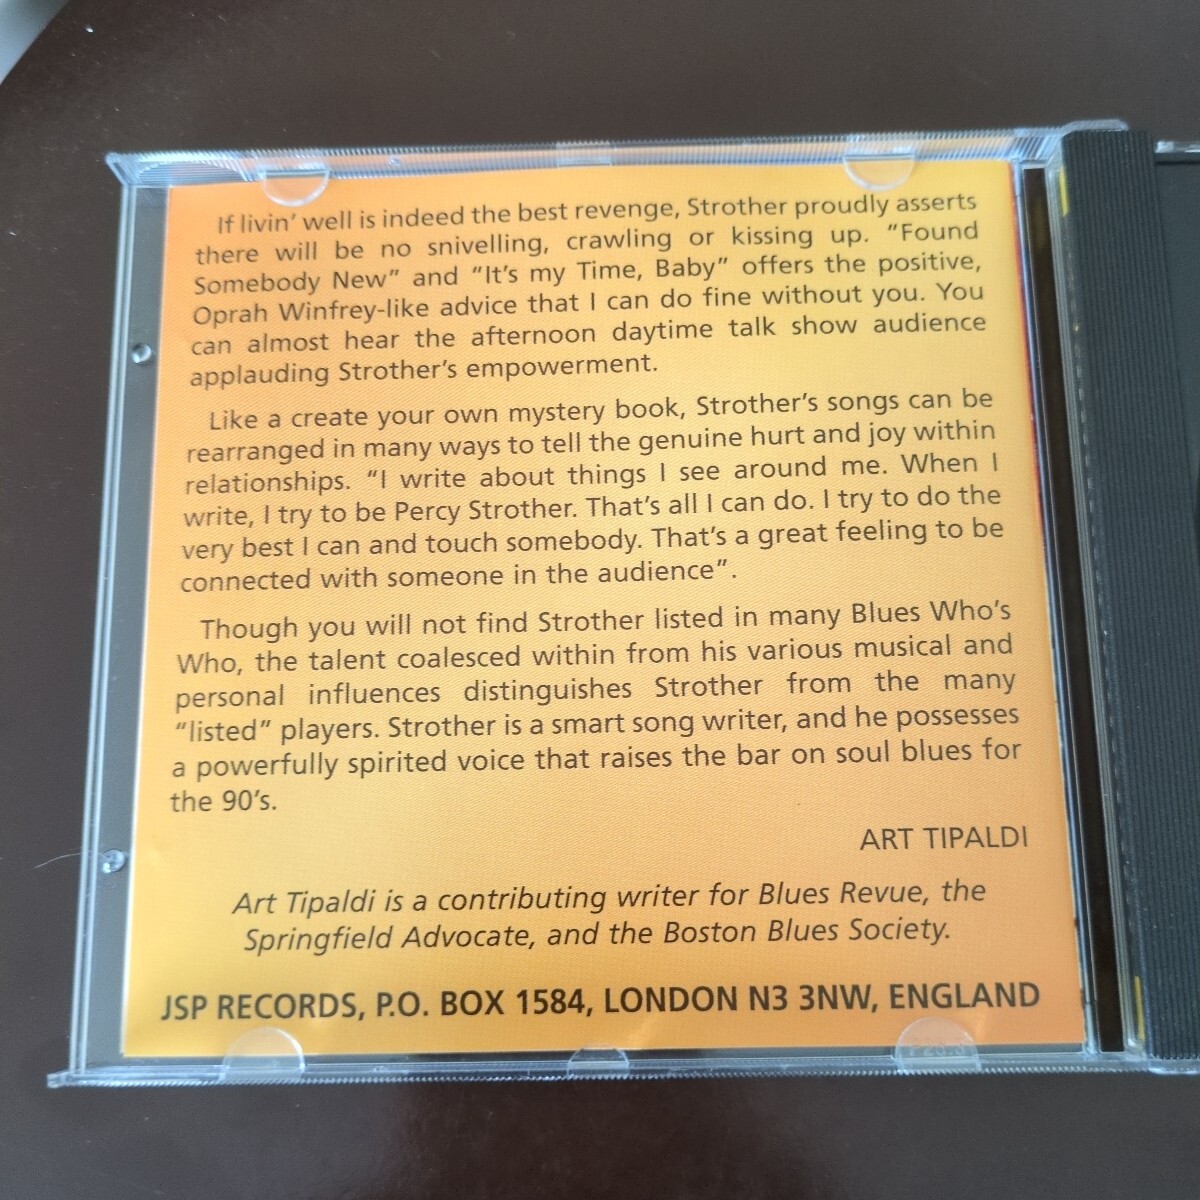 If livin' well is indeed the best revenge, Strother proudly asserts
there will be no snivelling, crawling or kissing up. “Found
Somebody New” and “It's my Time, Baby” offers the positive,
Oprah Winfrey-like advice that I can do fine without you. You
can almost hear the afternoon daytime talk show audience
applauding Strother's empowerment.
Like a create your own mystery book, Strother's songs can be
rearranged in many ways to tell the genuine hurt and joy within
relationships. “I write about things I see around me. When I
write, I try to be Percy Strother. That's all I can do. I try to do the
very best I can and touch somebody. That's a great feeling to be
connected with someone in the audience”.
Though you will not find Strother listed in many Blues Who's
Who, the talent coalesced within from his various musical and
personal influences distinguishes Strother from the many
“listed” players. Strother is a smart song writer, and he possesses
a powerfully spirited voice that raises the bar on soul blues for
the 90's.
ART TIPALDI
Art Tipaldi is a contributing writer for Blues Revue, the
Springfield Advocate, and the Boston Blues Society.
JSP RECORDS, P.O. BOX 1584, LONDON N3 3NW, ENGLAND